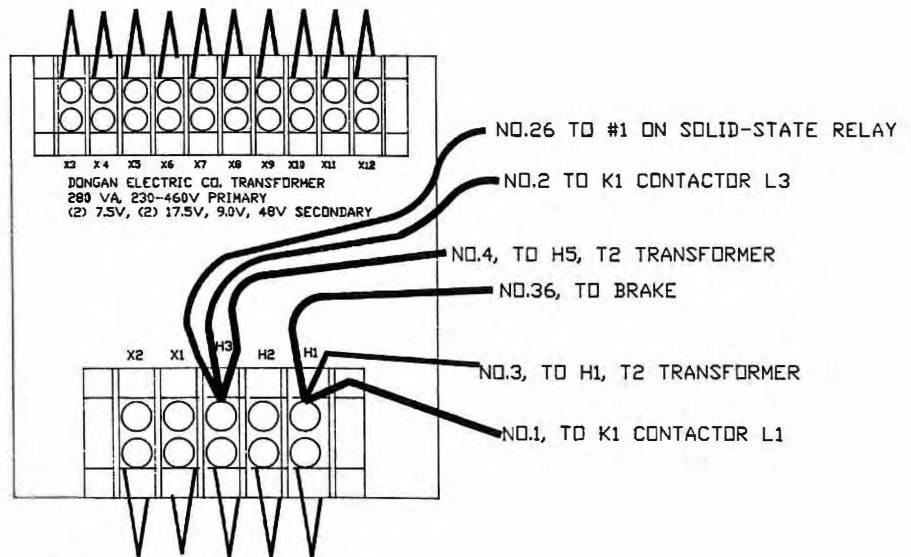 X3 X4 X5 X6 X7 X8 X9 X10 X11 X12
DONGAN ELECTRIC CO. TRANSFORMER
280 VA, 230-460V PRIMARY
(2) 7.5V, (2) 17.5V, 9.0V, 48V SECONDARY
NO.26 TO #1 ON SOLID-STATE RELAY
NO.2 TO K1 CONTACTOR L3
NO.4, TO H5, T2 TRANSFORMER
NO.36, TO BRAKE
X2 X1 H3 H2 H1
NO.3, TO H1, T2 TRANSFORMER
NO.1, TO K1 CONTACTOR L1